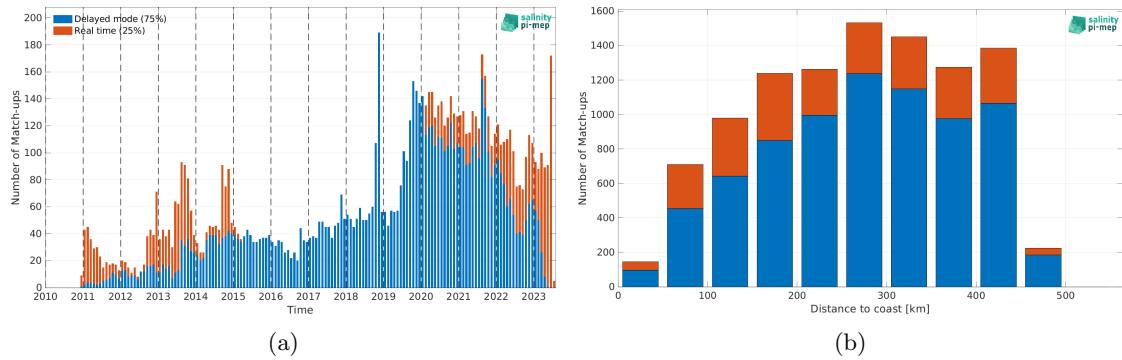 Delayed mode (75%)
Real time (25%)
salinity
pi-mep
Number of Match-ups
200
180
160
140
120
100
80
60
40
20
0
2010 2011 2012 2013 2014 2015 2016 2017 2018 2019 2020 2021 2022 2023
Time
(a)
salinity
pi-mep
Number of Match-ups
1600
1400
1200
1000
800
600
400
200
0
0 100 200 300 400 500
Distance to coast [km]
(b)